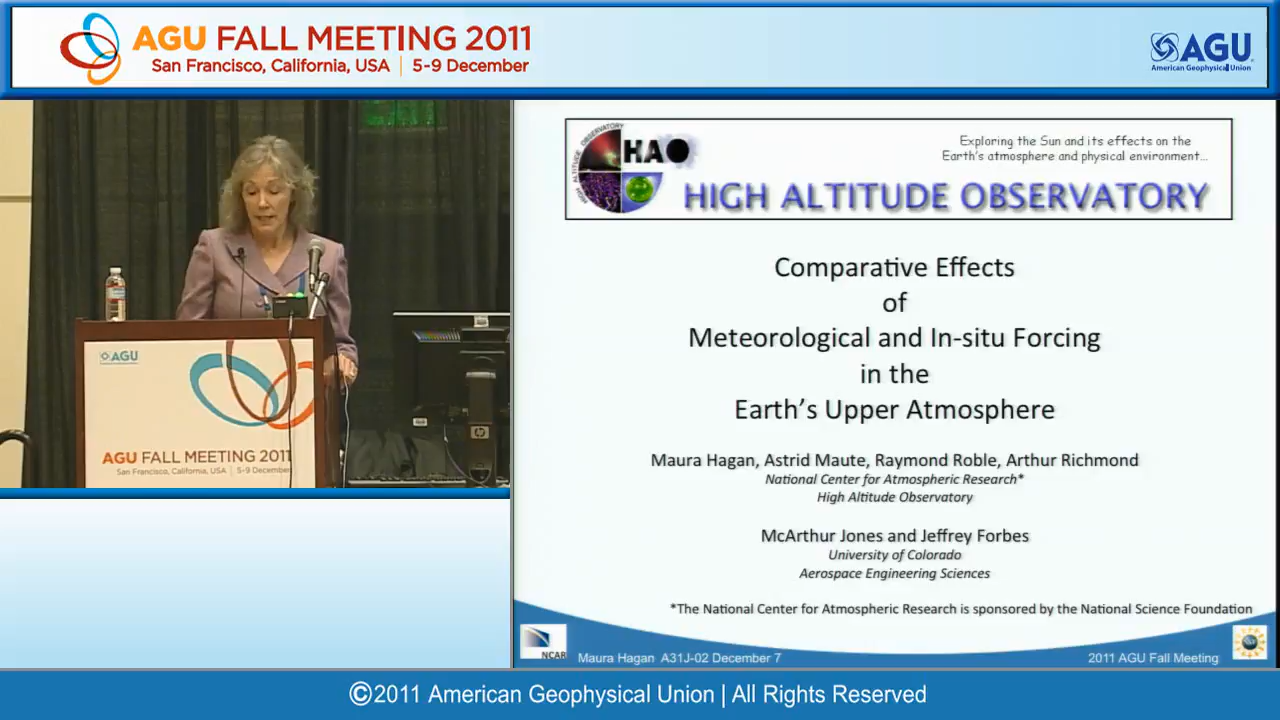 AGU FALL MEETING 2011
San Francisco, California, USA | 5-9 December
AGU
American Geophysical Union
HIGH ALTITUDE OBSERVATORY
HAO
Exploring the Sun and its effects on the
Earth's atmosphere and physical environment...
HIGH ALTITUDE OBSERVATORY
Comparative Effects
of
Meteorological and In-situ Forcing
in the
Earth's Upper Atmosphere
Maura Hagan, Astrid Maute, Raymond Roble, Arthur Richmond
National Center for Atmospheric Research*
High Altitude Observatory
McArthur Jones and Jeffrey Forbes
University of Colorado
Aerospace Engineering Sciences
*The National Center for Atmospheric Research is sponsored by the National Science Foundation
NCAR
Maura Hagan A31J-02 December 7
2011 AGU Fall Meeting
AGU
AGU FALL MEETING 2011
San Francisco, California, USA | 5-9 December
hp
©2011 American Geophysical Union | All Rights Reserved